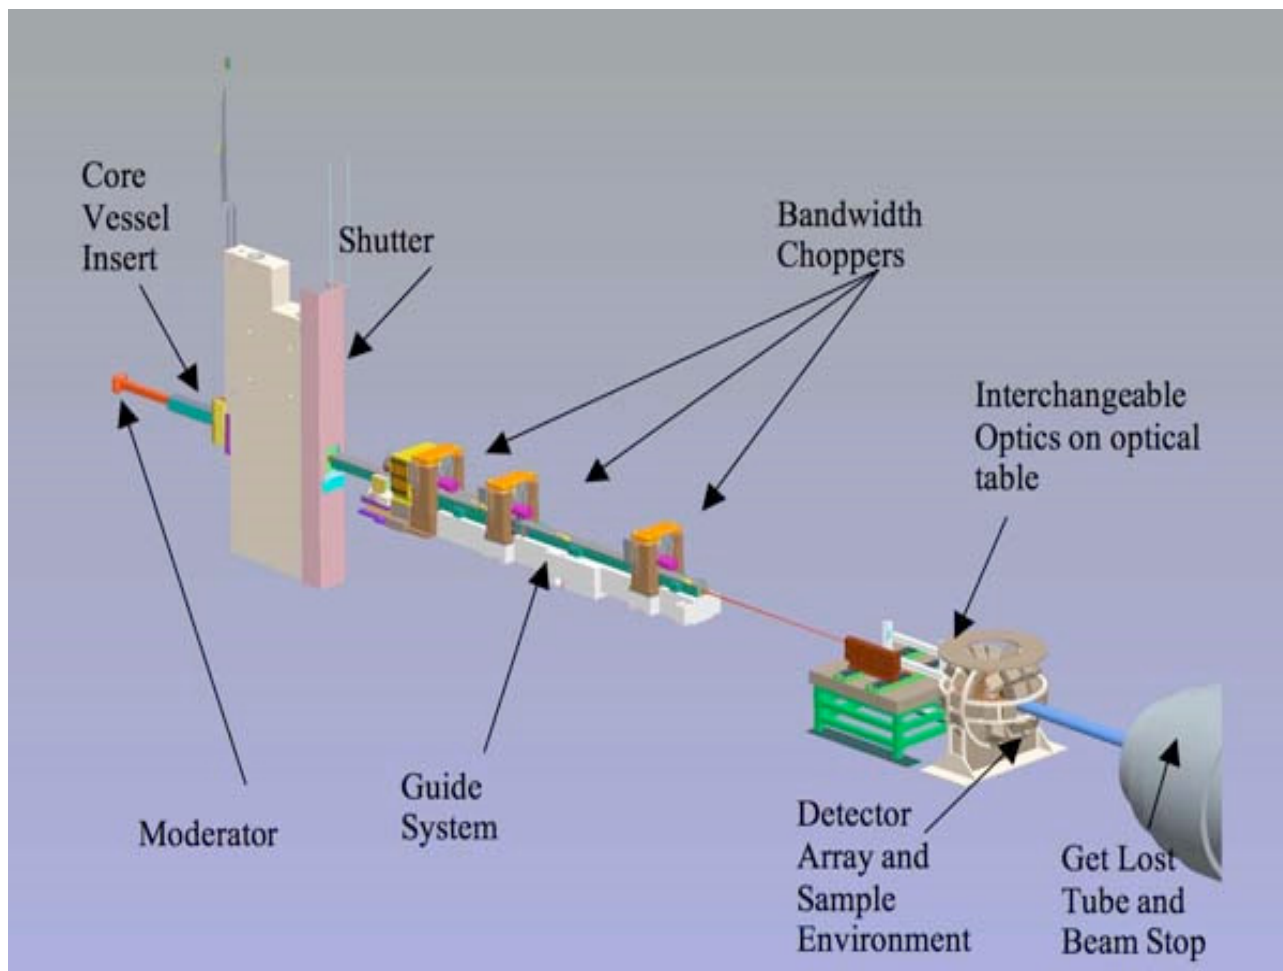 Core
Vessel
Insert
Shutter
Bandwidth
Choppers
Interchangeable
Optics on optical
table
Moderator
Guide
System
Detector
Array and
Sample
Environment
Get Lost
Tube and
Beam Stop